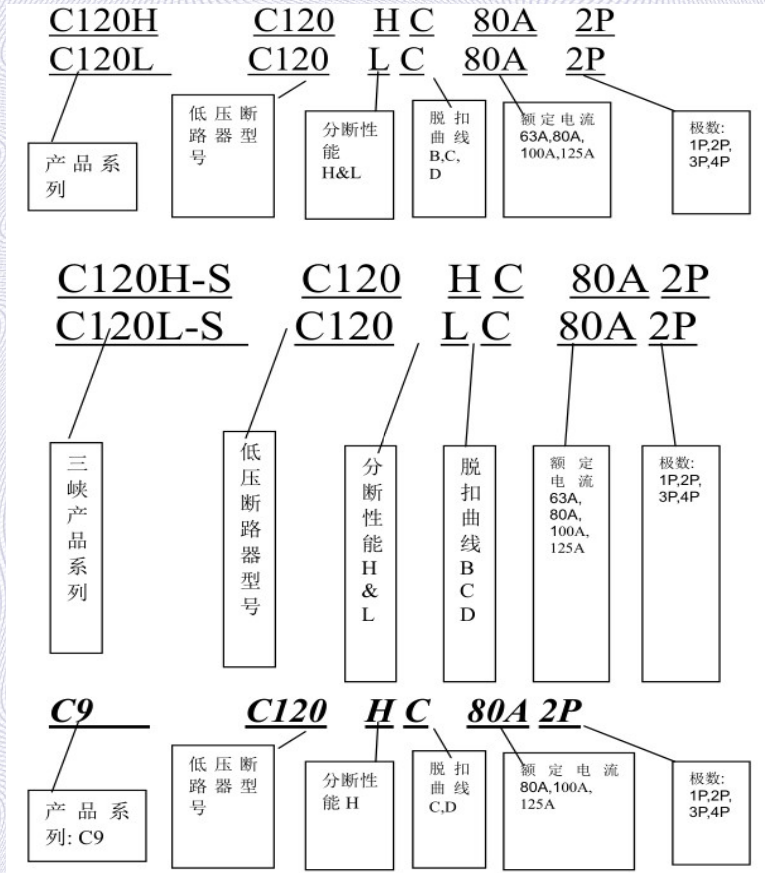 C120H C120 H C 80A 2P
C120L C120 L C 80A 2P
产品系
列
低压断
路器型
号
分断性
能
H&L
脱扣
曲线
B,C,
D
额定电流
63A,80A,
100A,125A
极数:
1P,2P,
3P,4P
C120H-S C120 H C 80A 2P
C120L-S C120 L C 80A 2P
三
峡
产
品
系
列
低
压
断
路
器
型
号
分
断
性
能
H
&
L
脱
扣
曲
线
B
C
D
额定
电流
63A,
80A,
100A,
125A
极数:
1P,2P,
3P,4P
C9 C120 H C 80A 2P
产品系
列: C9
低压断
路器型
号
分断性
能 H
脱扣
曲线
C,D
额定电流
80A,100A,
125A
极数:
1P,2P,
3P,4P